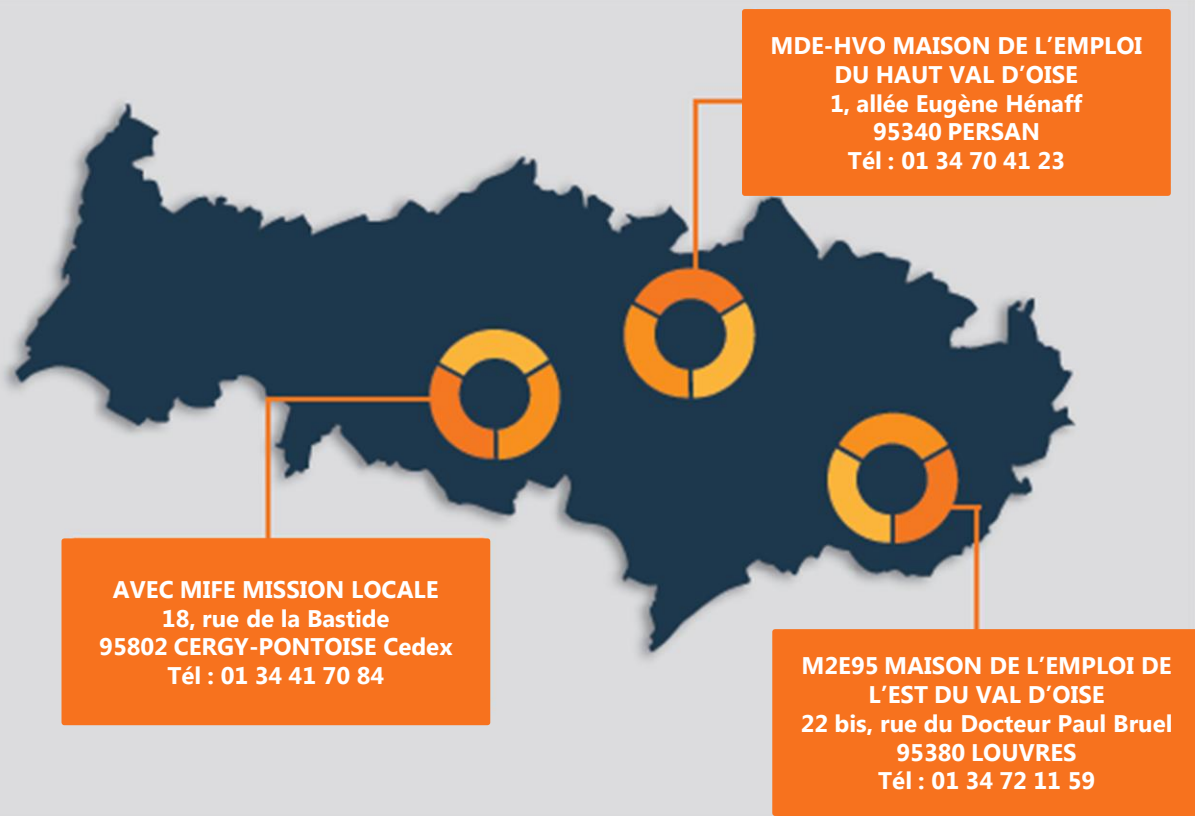 MDE-HVO MAISON DE L'EMPLOI
DU HAUT VAL D'OISE
1, allée Eugène Hénaff
95340 PERSAN
Tél : 01 34 70 41 23
AVEC MIFE MISSION LOCALE
18, rue de la Bastide
95802 CERGY-PONTOISE Cedex
Tél : 01 34 41 70 84
M2E95 MAISON DE L'EMPLOI DE
L'EST DU VAL D'OISE
22 bis, rue du Docteur Paul Bruel
95380 LOUVRES
Tél : 01 34 72 11 59